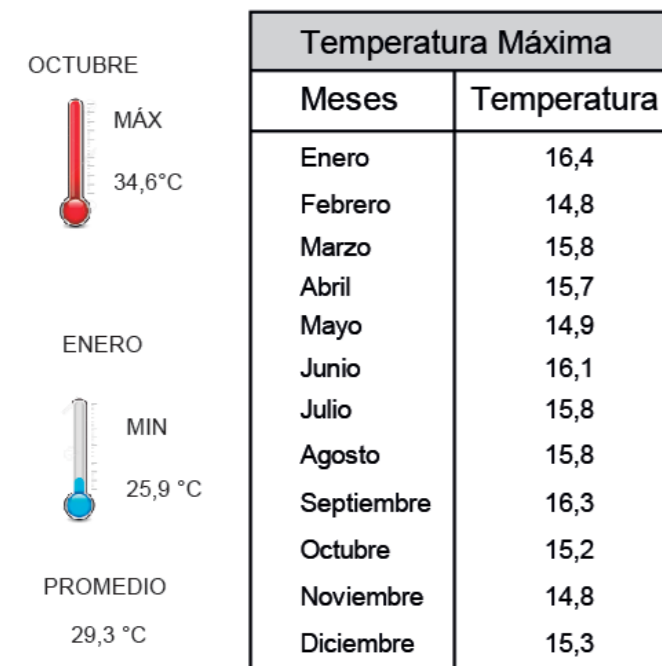 OCTUBRE
MÁX
34,6°C
ENERO
MIN
25,9 °C
PROMEDIO
29,3 °C
Temperatura Máxima
Meses Temperatura
Enero 16,4
Febrero 14,8
Marzo 15,8
Abril 15,7
Mayo 14,9
Junio 16,1
Julio 15,8
Agosto 15,8
Septiembre 16,3
Octubre 15,2
Noviembre 14,8
Diciembre 15,3